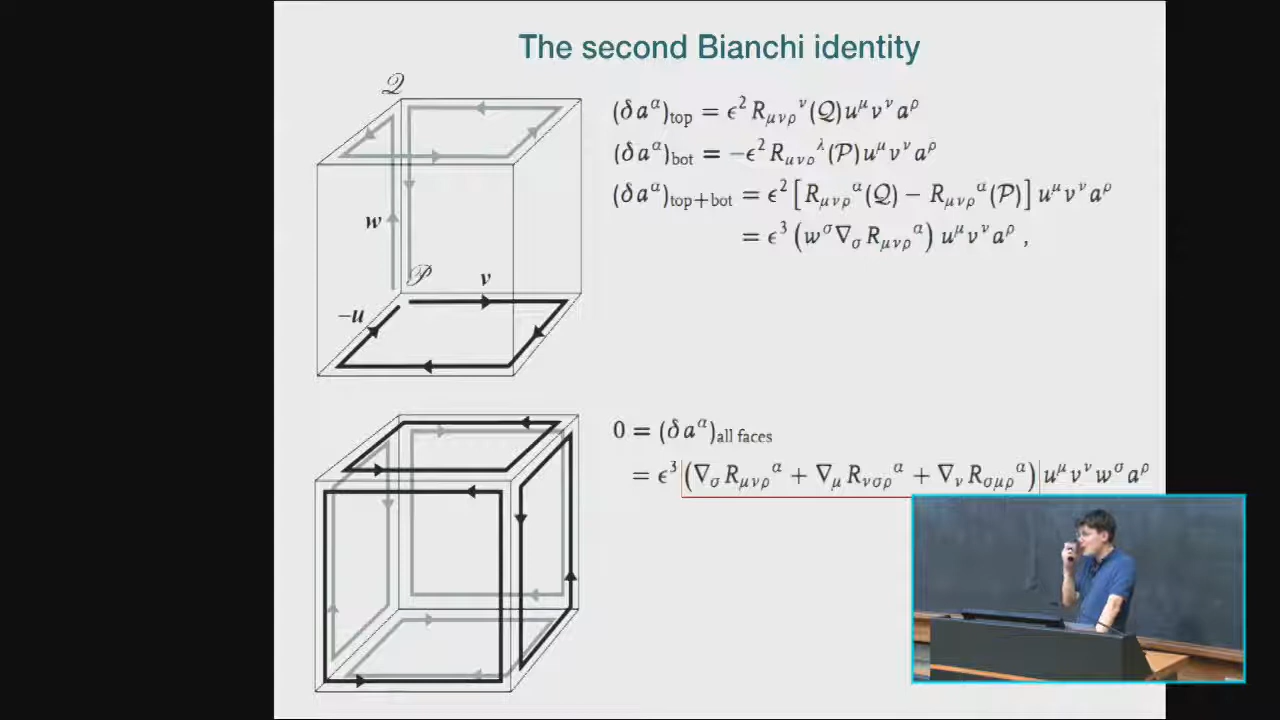 The second Bianchi identity
𝒬
(δa^α)_top = ϵ² R_μνρ^ν(𝒬)u^μ v^ν a^ρ
(δa^α)_bot = −ϵ² R_μνρ^λ(𝒫)u^μ v^ν a^ρ
(δa^α)_top+bot = ϵ² [R_μνρ^α(𝒬) − R_μνρ^α(𝒫)] u^μ v^ν a^ρ
= ϵ³ (w^σ ∇_σ R_μνρ^α) u^μ v^ν a^ρ ,
w
𝒫
v
−u
0 = (δa^α)_all faces
= ϵ³ (∇_σ R_μνρ^α + ∇_μ R_νσρ^α + ∇_ν R_σμρ^α) u^μ v^ν w^σ a^ρ